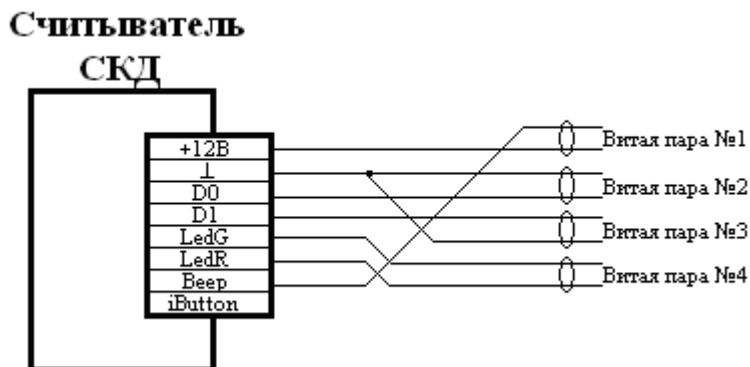 Считыватель
СКД
+12В
⊥
D0
D1
LedG
LedR
Beep
iButton
Витая пара №1
Витая пара №2
Витая пара №3
Витая пара №4